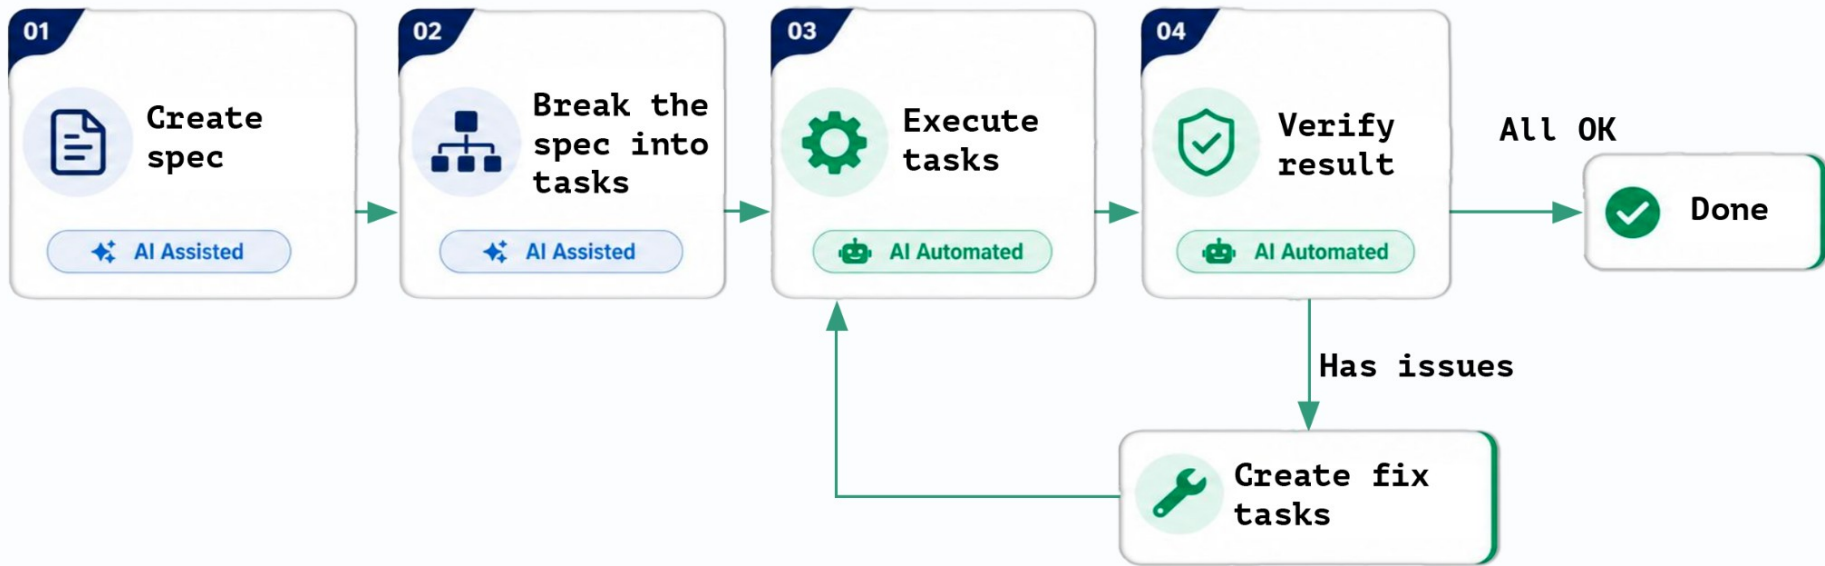 01
Create
spec
AI Assisted
02
Break the
spec into
tasks
AI Assisted
03
Execute
tasks
AI Automated
04
Verify
result
AI Automated
All OK
Done
Has issues
Create fix
tasks